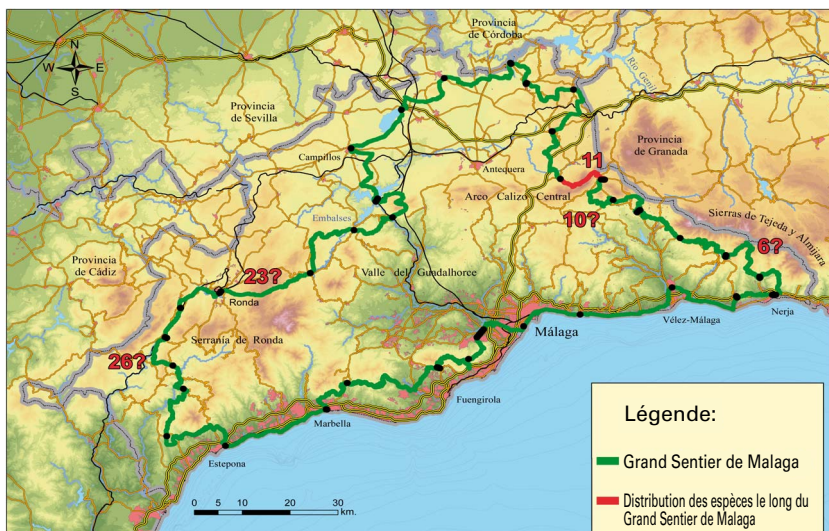 Provincia
de Córdoba
N
W E
S
Río Genil
Provincia
de Sevilla
Provincia
de Granada
Campillos
Antequera
11
Arco Calizo Central
10?
Sierras de Tejeda y Almijara
Embalses
6?
Provincia
de Cádiz
23?
Valle del Guadalhorce
Ronda
Málaga
Vélez-Málaga
Nerja
Serranía de Ronda
26?
Fuengirola
Marbella
Estepona
0 5 10 20 30
km.
Légende:
Grand Sentier de Malaga
Distribution des espèces le long du
Grand Sentier de Malaga